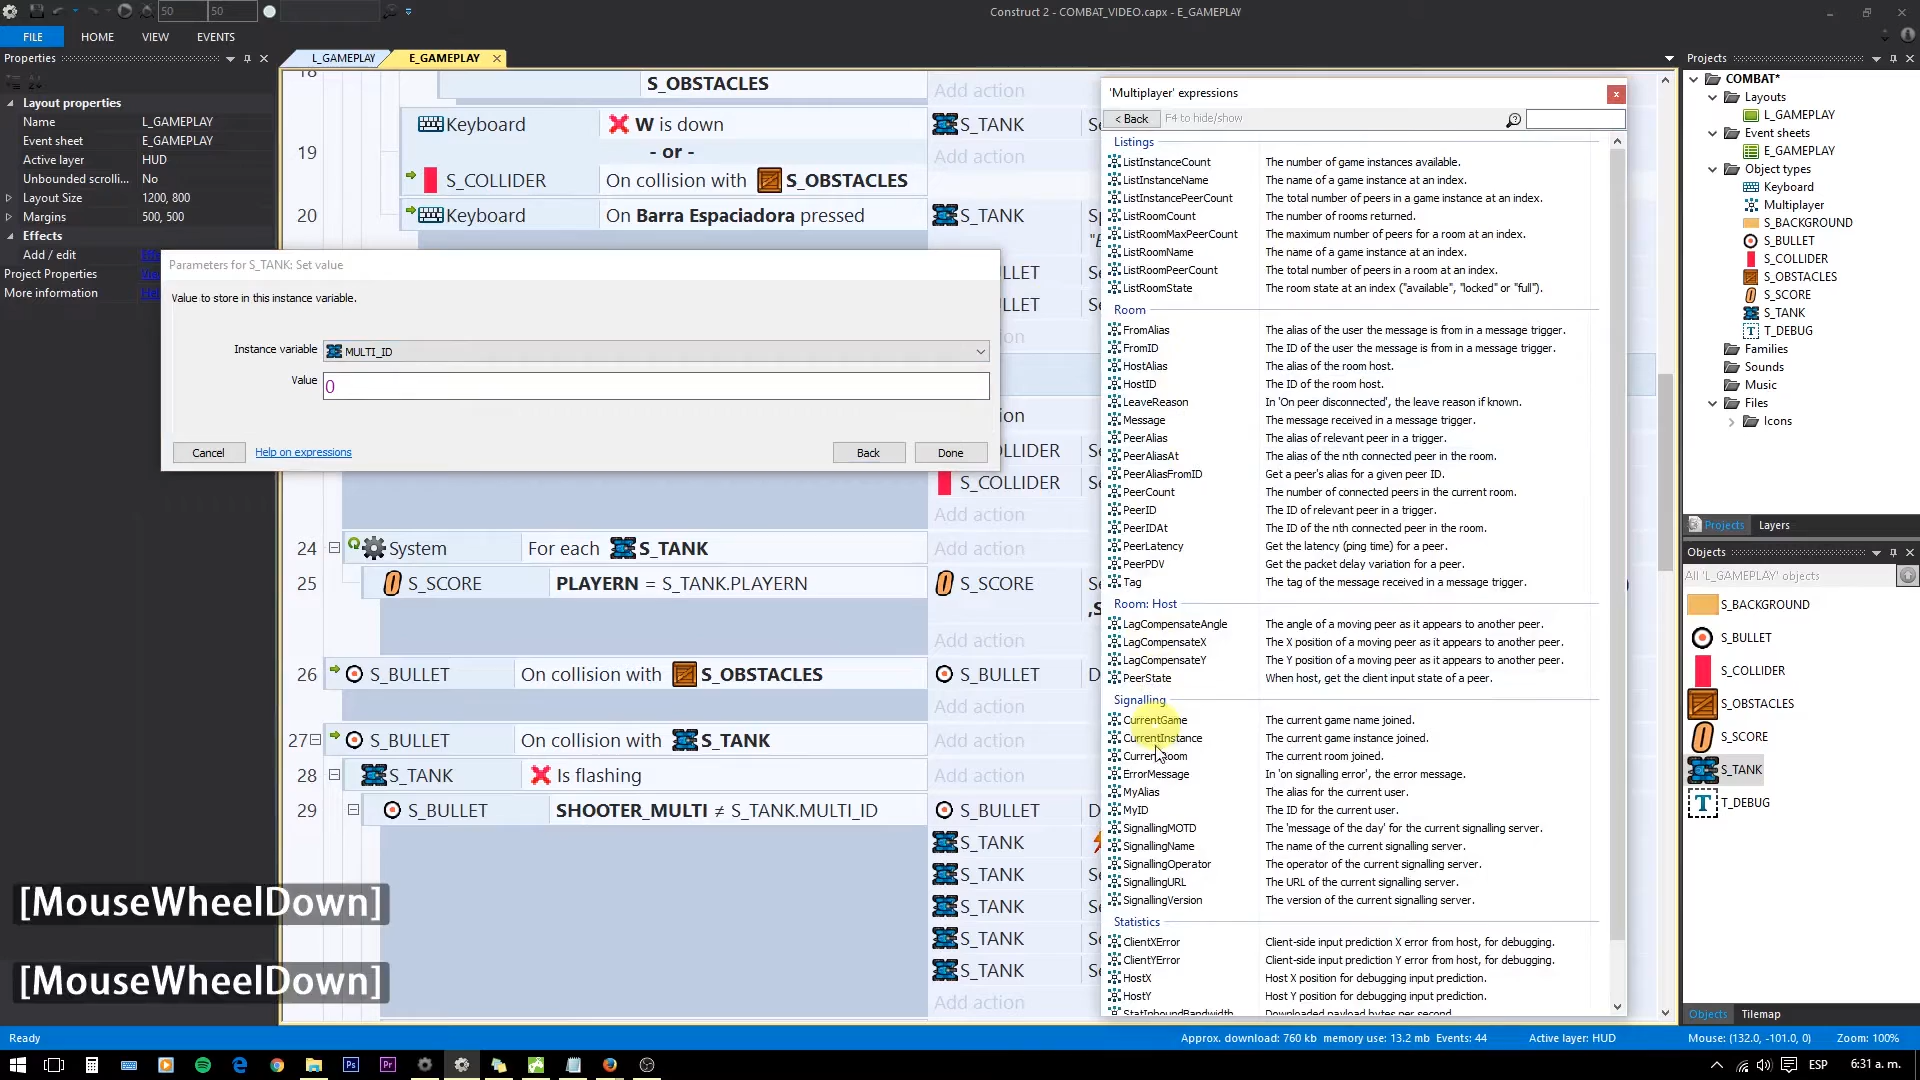 50
50
Construct 2 - COMBAT_VIDEO.capx - E_GAMEPLAY
FILE
HOME
VIEW
EVENTS
Properties
Layout properties
Name L_GAMEPLAY
Event sheet E_GAMEPLAY
Active layer HUD
Unbounded scrolli... No
Layout Size 1200, 800
Margins 500, 500
Effects
Add / edit
Project Properties
More information
L_GAMEPLAY
E_GAMEPLAY
18
S_OBSTACLES
Add action
Keyboard W is down S_TANK
19
- or -
Add action
S_COLLIDER On collision with S_OBSTACLES
20 Keyboard On Barra Espaciadora pressed S_TANK
Parameters for S_TANK: Set value
Value to store in this instance variable.
Instance variable MULTI_ID
Value 0
Cancel
Help on expressions
Back
Done
S_COLLIDER
Add action
24 System For each S_TANK Add action
25 S_SCORE PLAYERN = S_TANK.PLAYERN S_SCORE
Add action
26 S_BULLET On collision with S_OBSTACLES S_BULLET
Add action
27 S_BULLET On collision with S_TANK Add action
28 S_TANK Is flashing Add action
29 S_BULLET SHOOTER_MULTI ≠ S_TANK.MULTI_ID S_BULLET
S_TANK
S_TANK
S_TANK
S_TANK
S_TANK
Add action
[MouseWheelDown]
[MouseWheelDown]
'Multiplayer' expressions
< Back F4 to hide/show
Listings
ListInstanceCount The number of game instances available.
ListInstanceName The name of a game instance at an index.
ListInstancePeerCount The total number of peers in a game instance at an index.
ListRoomCount The number of rooms returned.
ListRoomMaxPeerCount The maximum number of peers for a room at an index.
ListRoomName The name of a game instance at an index.
ListRoomPeerCount The total number of peers in a room at an index.
ListRoomState The room state at an index ("available", "locked" or "full").
Room
FromAlias The alias of the user the message is from in a message trigger.
FromID The ID of the user the message is from in a message trigger.
HostAlias The alias of the room host.
HostID The ID of the room host.
LeaveReason In 'On peer disconnected', the leave reason if known.
Message The message received in a message trigger.
PeerAlias The alias of relevant peer in a trigger.
PeerAliasAt The alias of the nth connected peer in the room.
PeerAliasFromID Get a peer's alias for a given peer ID.
PeerCount The number of connected peers in the current room.
PeerID The ID of relevant peer in a trigger.
PeerIDAt The ID of the nth connected peer in the room.
PeerLatency Get the latency (ping time) for a peer.
PeerPDV Get the packet delay variation for a peer.
Tag The tag of the message received in a message trigger.
Room: Host
LagCompensateAngle The angle of a moving peer as it appears to another peer.
LagCompensateX The X position of a moving peer as it appears to another peer.
LagCompensateY The Y position of a moving peer as it appears to another peer.
PeerState When host, get the client input state of a peer.
Signalling
CurrentGame The current game name joined.
CurrentInstance The current game instance joined.
CurrentRoom The current room joined.
ErrorMessage In 'on signalling error', the error message.
MyAlias The alias for the current user.
MyID The ID for the current user.
SignallingMOTD The 'message of the day' for the current signalling server.
SignallingName The name of the current signalling server.
SignallingOperator The operator of the current signalling server.
SignallingURL The URL of the current signalling server.
SignallingVersion The version of the current signalling server.
Statistics
ClientXError Client-side input prediction X error from host, for debugging.
ClientYError Client-side input prediction Y error from host, for debugging.
HostX Host X position for debugging input prediction.
HostY Host Y position for debugging input prediction.
StatInboundBandwidth Downloaded payload bytes per second.
Projects
COMBAT*
Layouts
L_GAMEPLAY
Event sheets
E_GAMEPLAY
Object types
Keyboard
Multiplayer
S_BACKGROUND
S_BULLET
S_COLLIDER
S_OBSTACLES
S_SCORE
S_TANK
T_DEBUG
Families
Sounds
Music
Files
Icons
Projects
Layers
Objects
All 'L_GAMEPLAY' objects
S_BACKGROUND
S_BULLET
S_COLLIDER
S_OBSTACLES
S_SCORE
S_TANK
T_DEBUG
Objects
Tilemap
Ready
Approx. download: 760 kb
memory use: 13.2 mb
Events: 44
Active layer: HUD
Mouse: (132.0, -101.0, 0)
Zoom: 100%
ESP
6:31 a. m.